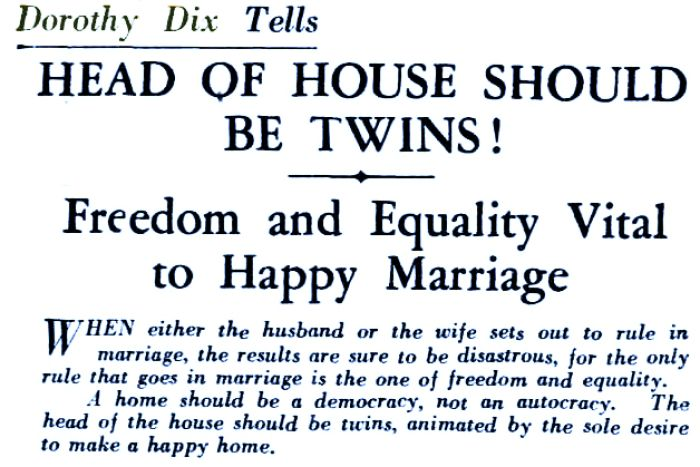 Dorothy Dix Tells
HEAD OF HOUSE SHOULD
BE TWINS!
Freedom and Equality Vital
to Happy Marriage
WHEN either the husband or the wife sets out to rule in
marriage, the results are sure to be disastrous, for the only
rule that goes in marriage is the one of freedom and equality.
A home should be a democracy, not an autocracy. The
head of the house should be twins, animated by the sole desire
to make a happy home.